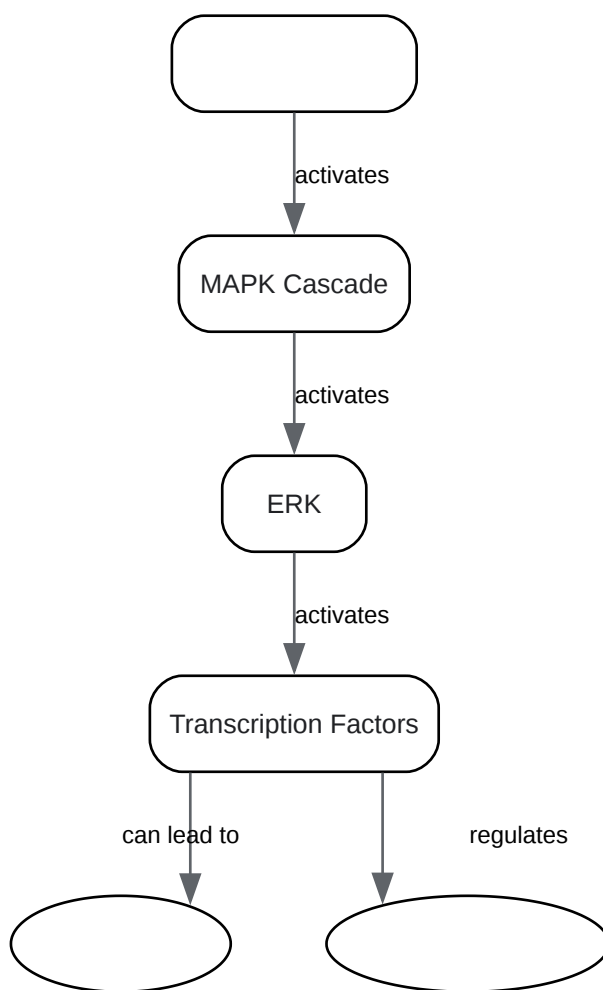 activates
MAPK Cascade
activates
ERK
activates
Transcription Factors
can lead to
regulates